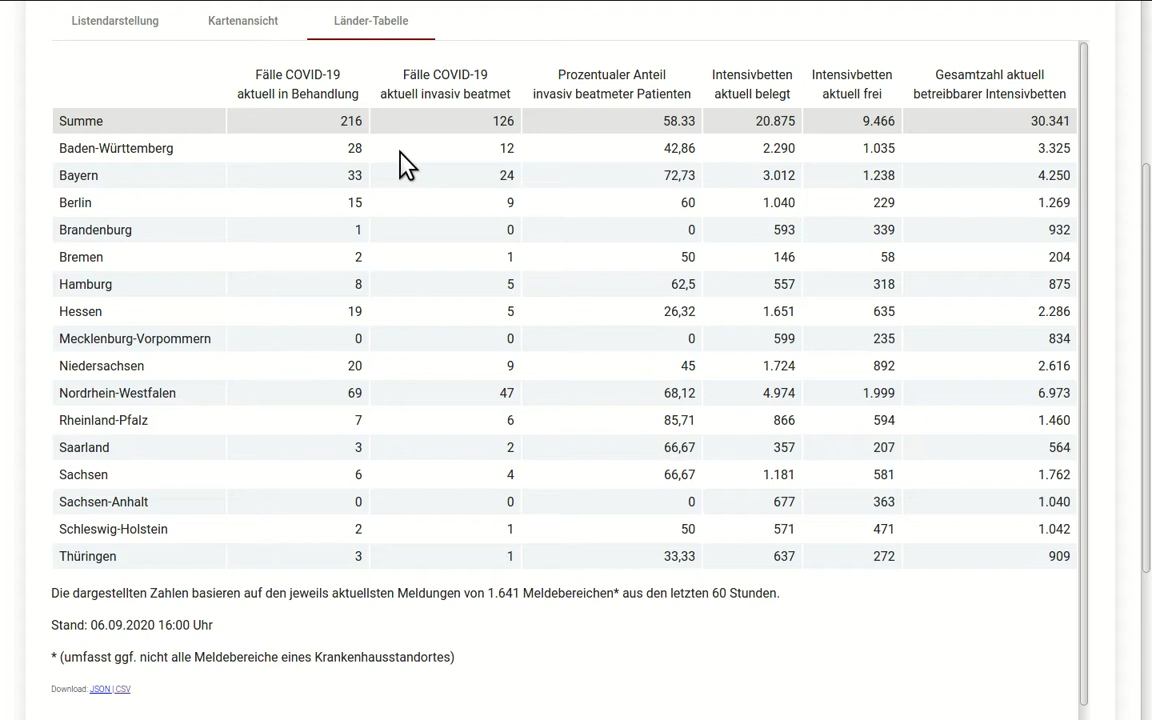 Listendarstellung Kartenansicht Länder-Tabelle
Fälle COVID-19 Fälle COVID-19 Prozentualer Anteil Intensivbetten Intensivbetten Gesamtzahl aktuell
aktuell in Behandlung aktuell invasiv beatmet invasiv beatmeter Patienten aktuell belegt aktuell frei betreibbarer Intensivbetten
Summe 216 126 58.33 20.875 9.466 30.341
Baden-Württemberg 28 12 42,86 2.290 1.035 3.325
Bayern 33 24 72,73 3.012 1.238 4.250
Berlin 15 9 60 1.040 229 1.269
Brandenburg 1 0 0 593 339 932
Bremen 2 1 50 146 58 204
Hamburg 8 5 62,5 557 318 875
Hessen 19 5 26,32 1.651 635 2.286
Mecklenburg-Vorpommern 0 0 0 599 235 834
Niedersachsen 20 9 45 1.724 892 2.616
Nordrhein-Westfalen 69 47 68,12 4.974 1.999 6.973
Rheinland-Pfalz 7 6 85,71 866 594 1.460
Saarland 3 2 66,67 357 207 564
Sachsen 6 4 66,67 1.181 581 1.762
Sachsen-Anhalt 0 0 0 677 363 1.040
Schleswig-Holstein 2 1 50 571 471 1.042
Thüringen 3 1 33,33 637 272 909
Die dargestellten Zahlen basieren auf den jeweils aktuellsten Meldungen von 1.641 Meldebereichen* aus den letzten 60 Stunden.
Stand: 06.09.2020 16:00 Uhr
* (umfasst ggf. nicht alle Meldebereiche eines Krankenhausstandortes)
Download: JSON | CSV